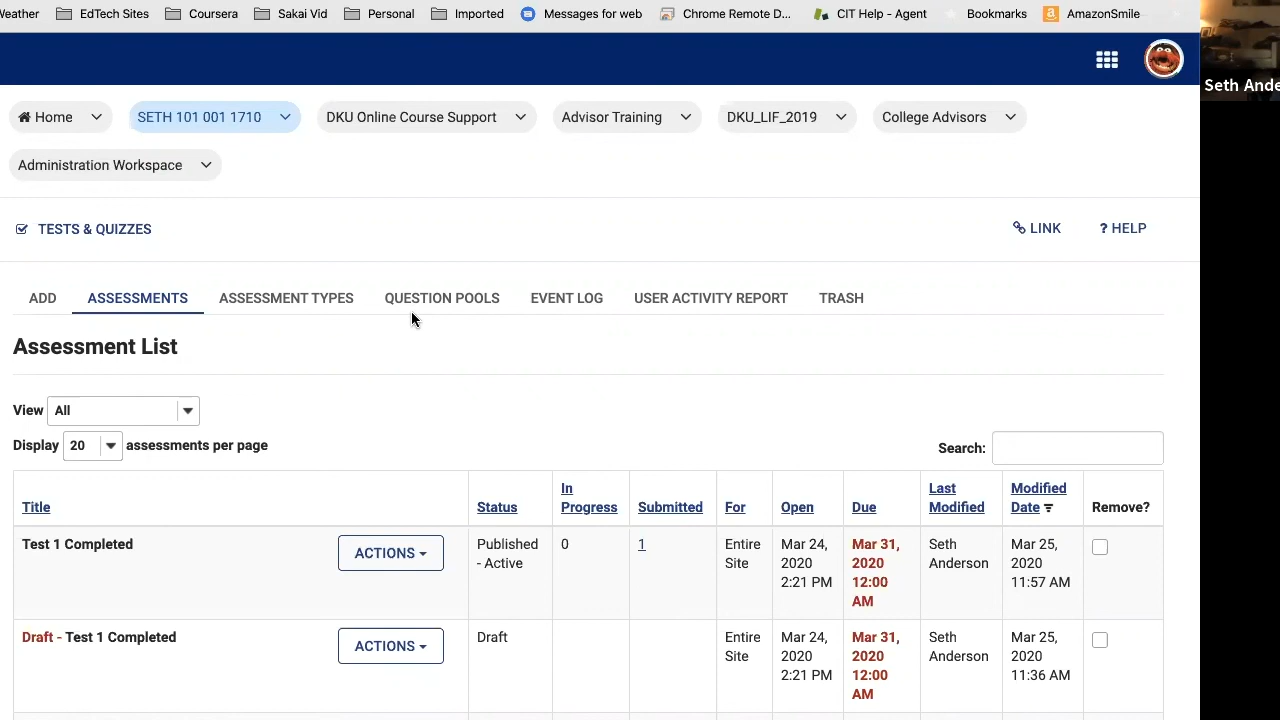 EdTech Sites Coursera Sakai Vid Personal Imported Messages for web Chrome Remote D... CIT Help - Agent Bookmarks AmazonSmile
Seth Ande
Home SETH 101 001 1710 DKU Online Course Support Advisor Training DKU_LIF_2019 College Advisors
Administration Workspace
TESTS & QUIZZES LINK ? HELP
ADD ASSESSMENTS ASSESSMENT TYPES QUESTION POOLS EVENT LOG USER ACTIVITY REPORT TRASH
Assessment List
View All
Display 20 assessments per page Search:
Title Status In Progress Submitted For Open Due Last Modified Modified Date Remove?
Test 1 Completed ACTIONS Published - Active 0 1 Entire Site Mar 24, 2020 2:21 PM Mar 31, 2020 12:00 AM Seth Anderson Mar 25, 2020 11:57 AM
Draft - Test 1 Completed ACTIONS Draft Entire Site Mar 24, 2020 2:21 PM Mar 31, 2020 12:00 AM Seth Anderson Mar 25, 2020 11:36 AM